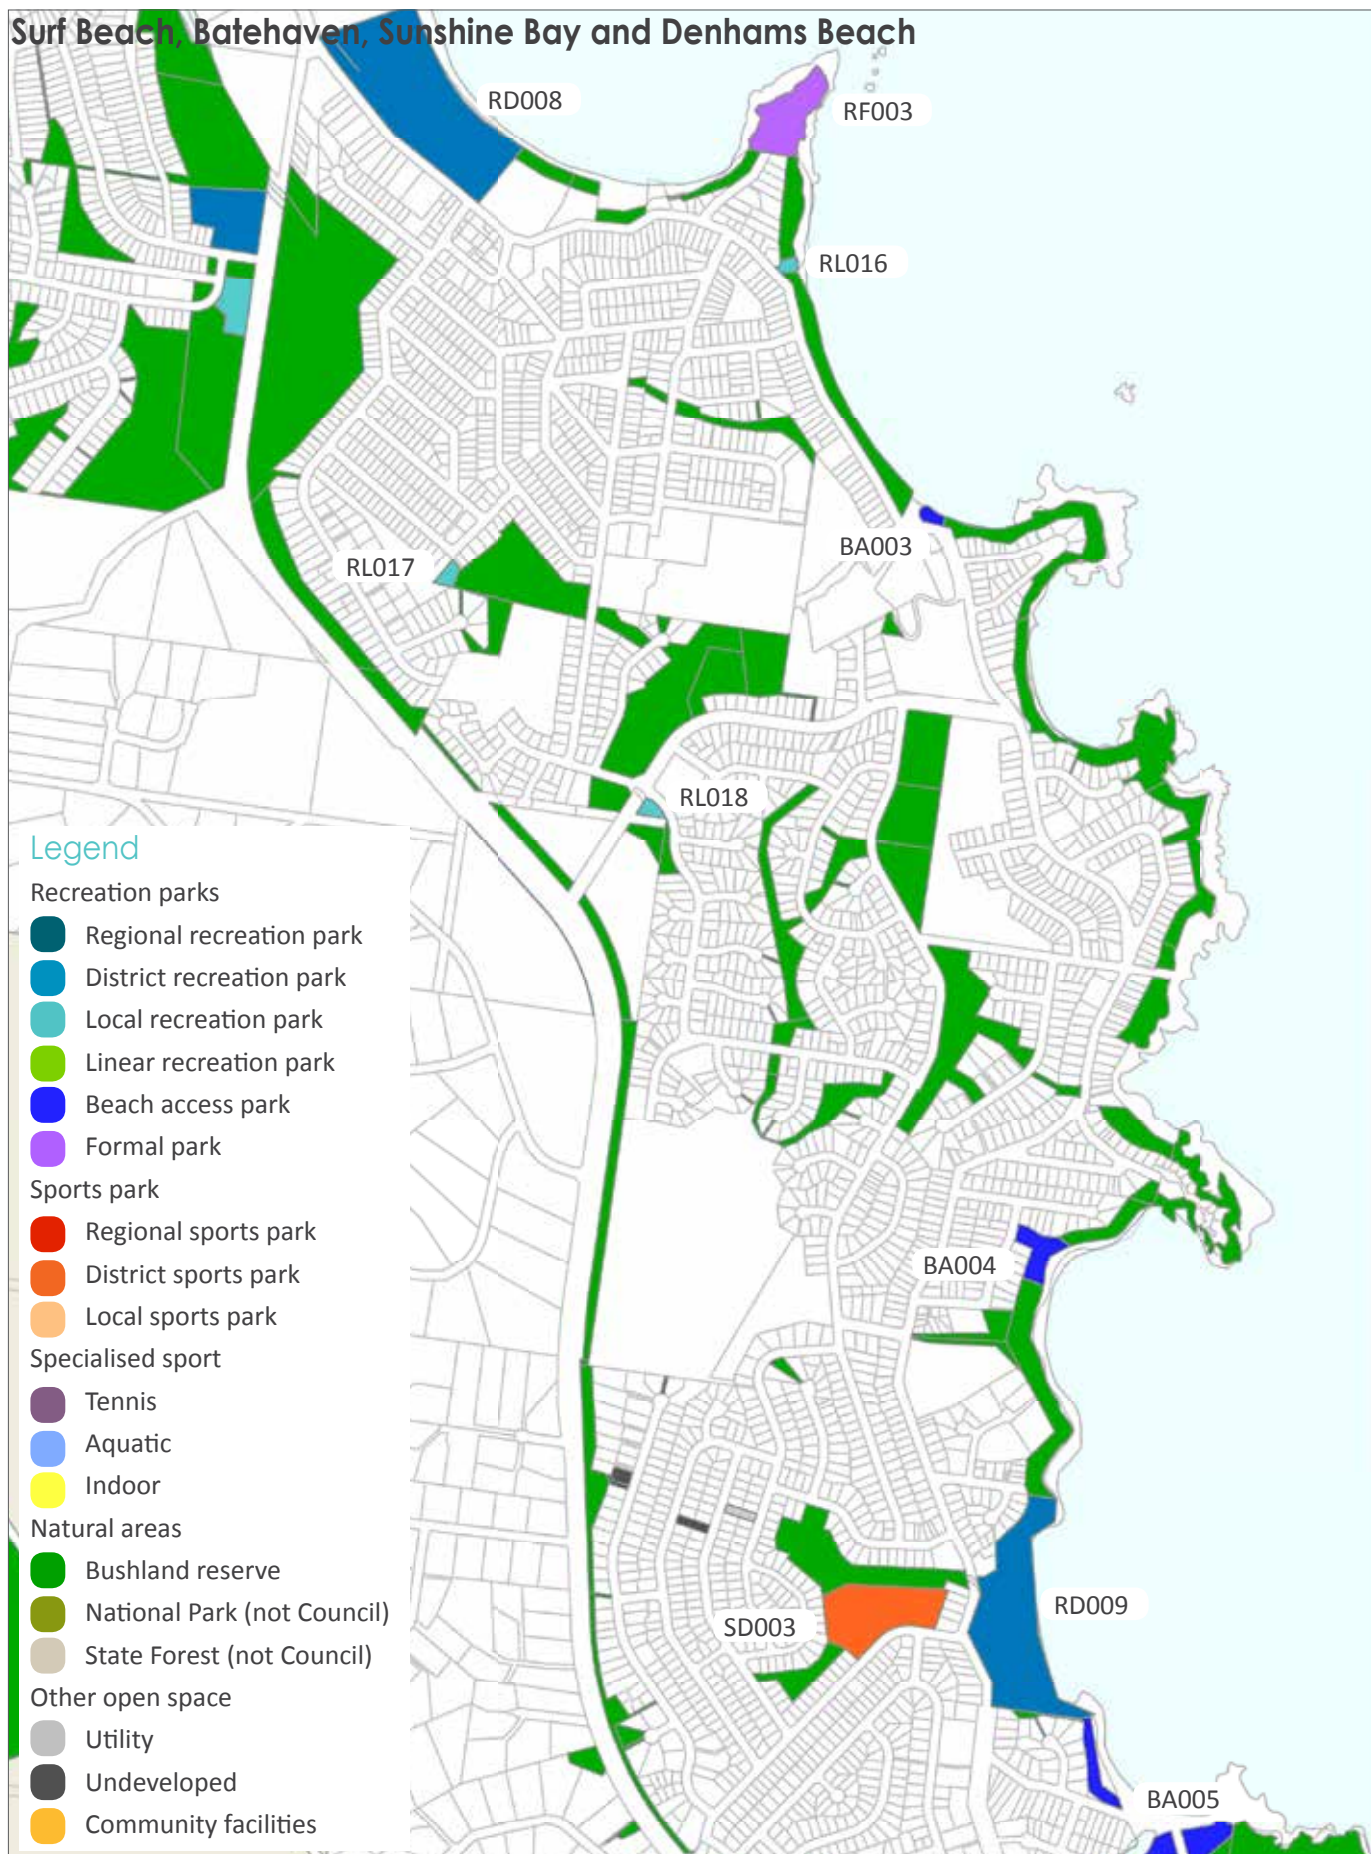 Surf Beach, Batehaven, Sunshine Bay and Denhams Beach
RD008
RF003
RL016
BA003
RL017
RL018
Legend
Recreation parks
Regional recreation park
District recreation park
Local recreation park
Linear recreation park
Beach access park
Formal park
Sports park
Regional sports park
District sports park
Local sports park
Specialised sport
Tennis
Aquatic
Indoor
Natural areas
Bushland reserve
National Park (not Council)
State Forest (not Council)
Other open space
Utility
Undeveloped
Community facilities
BA004
RD009
SD003
BA005